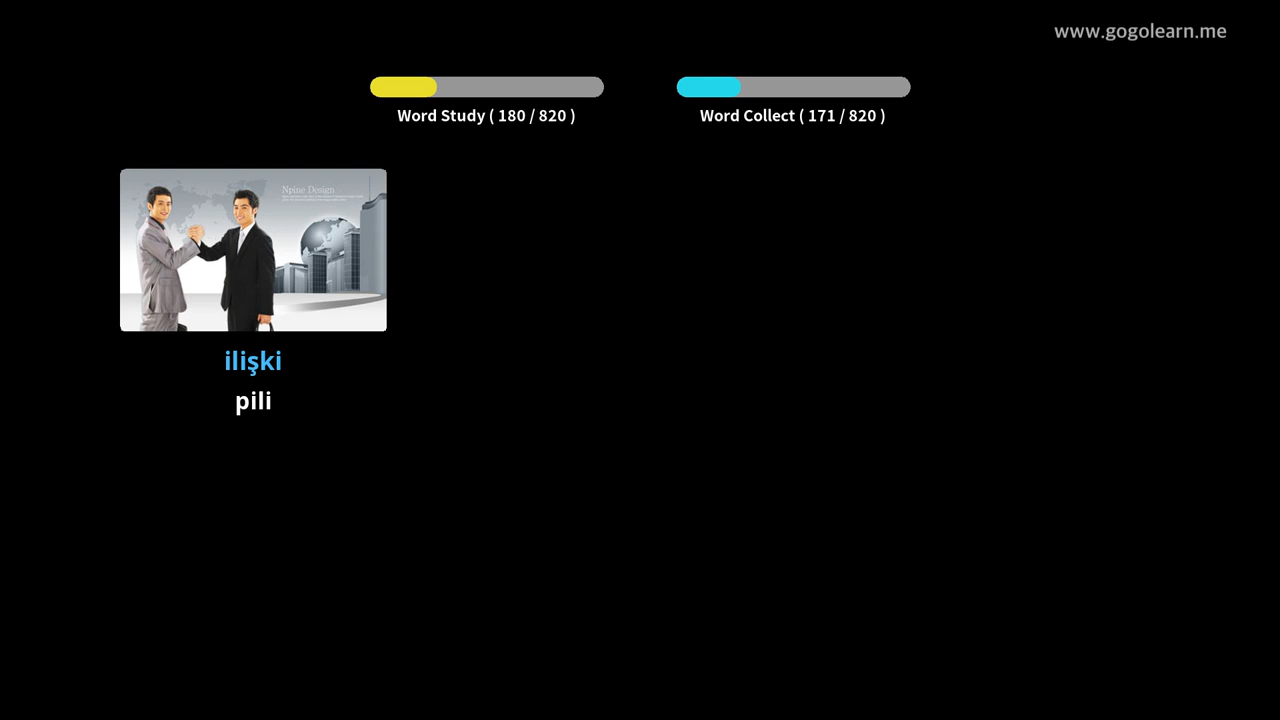 www.gogolearn.me
Word Study ( 180 / 820 )
Word Collect ( 171 / 820 )
Npine Design
ilişki
pili